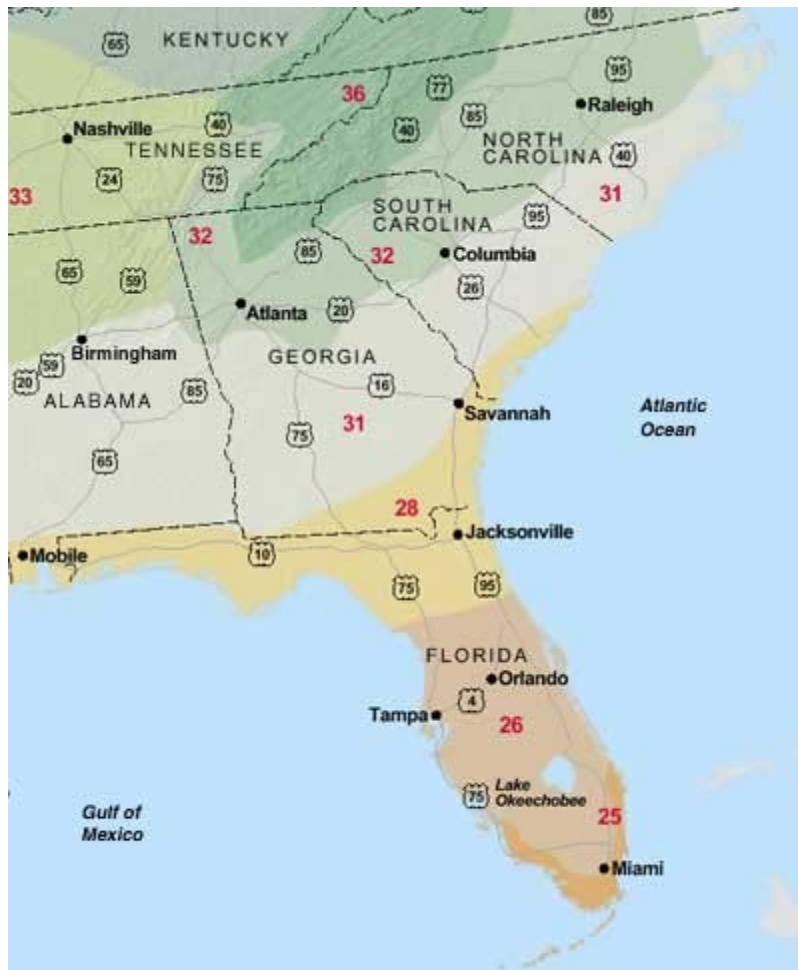 85
65
KENTUCKY
36
77
95
85
Raleigh
Nashville
40
40
TENNESSEE
NORTH
CAROLINA
40
24
75
33
31
SOUTH
CAROLINA
95
32
85
32
Columbia
65
59
26
Atlanta
20
Birmingham
GEORGIA
59
20
16
85
ALABAMA
Savannah
Atlantic
Ocean
31
75
65
28
Jacksonville
Mobile
10
75
95
FLORIDA
Orlando
4
Tampa
26
Lake
Okeechobee
75
Gulf of
Mexico
25
Miami